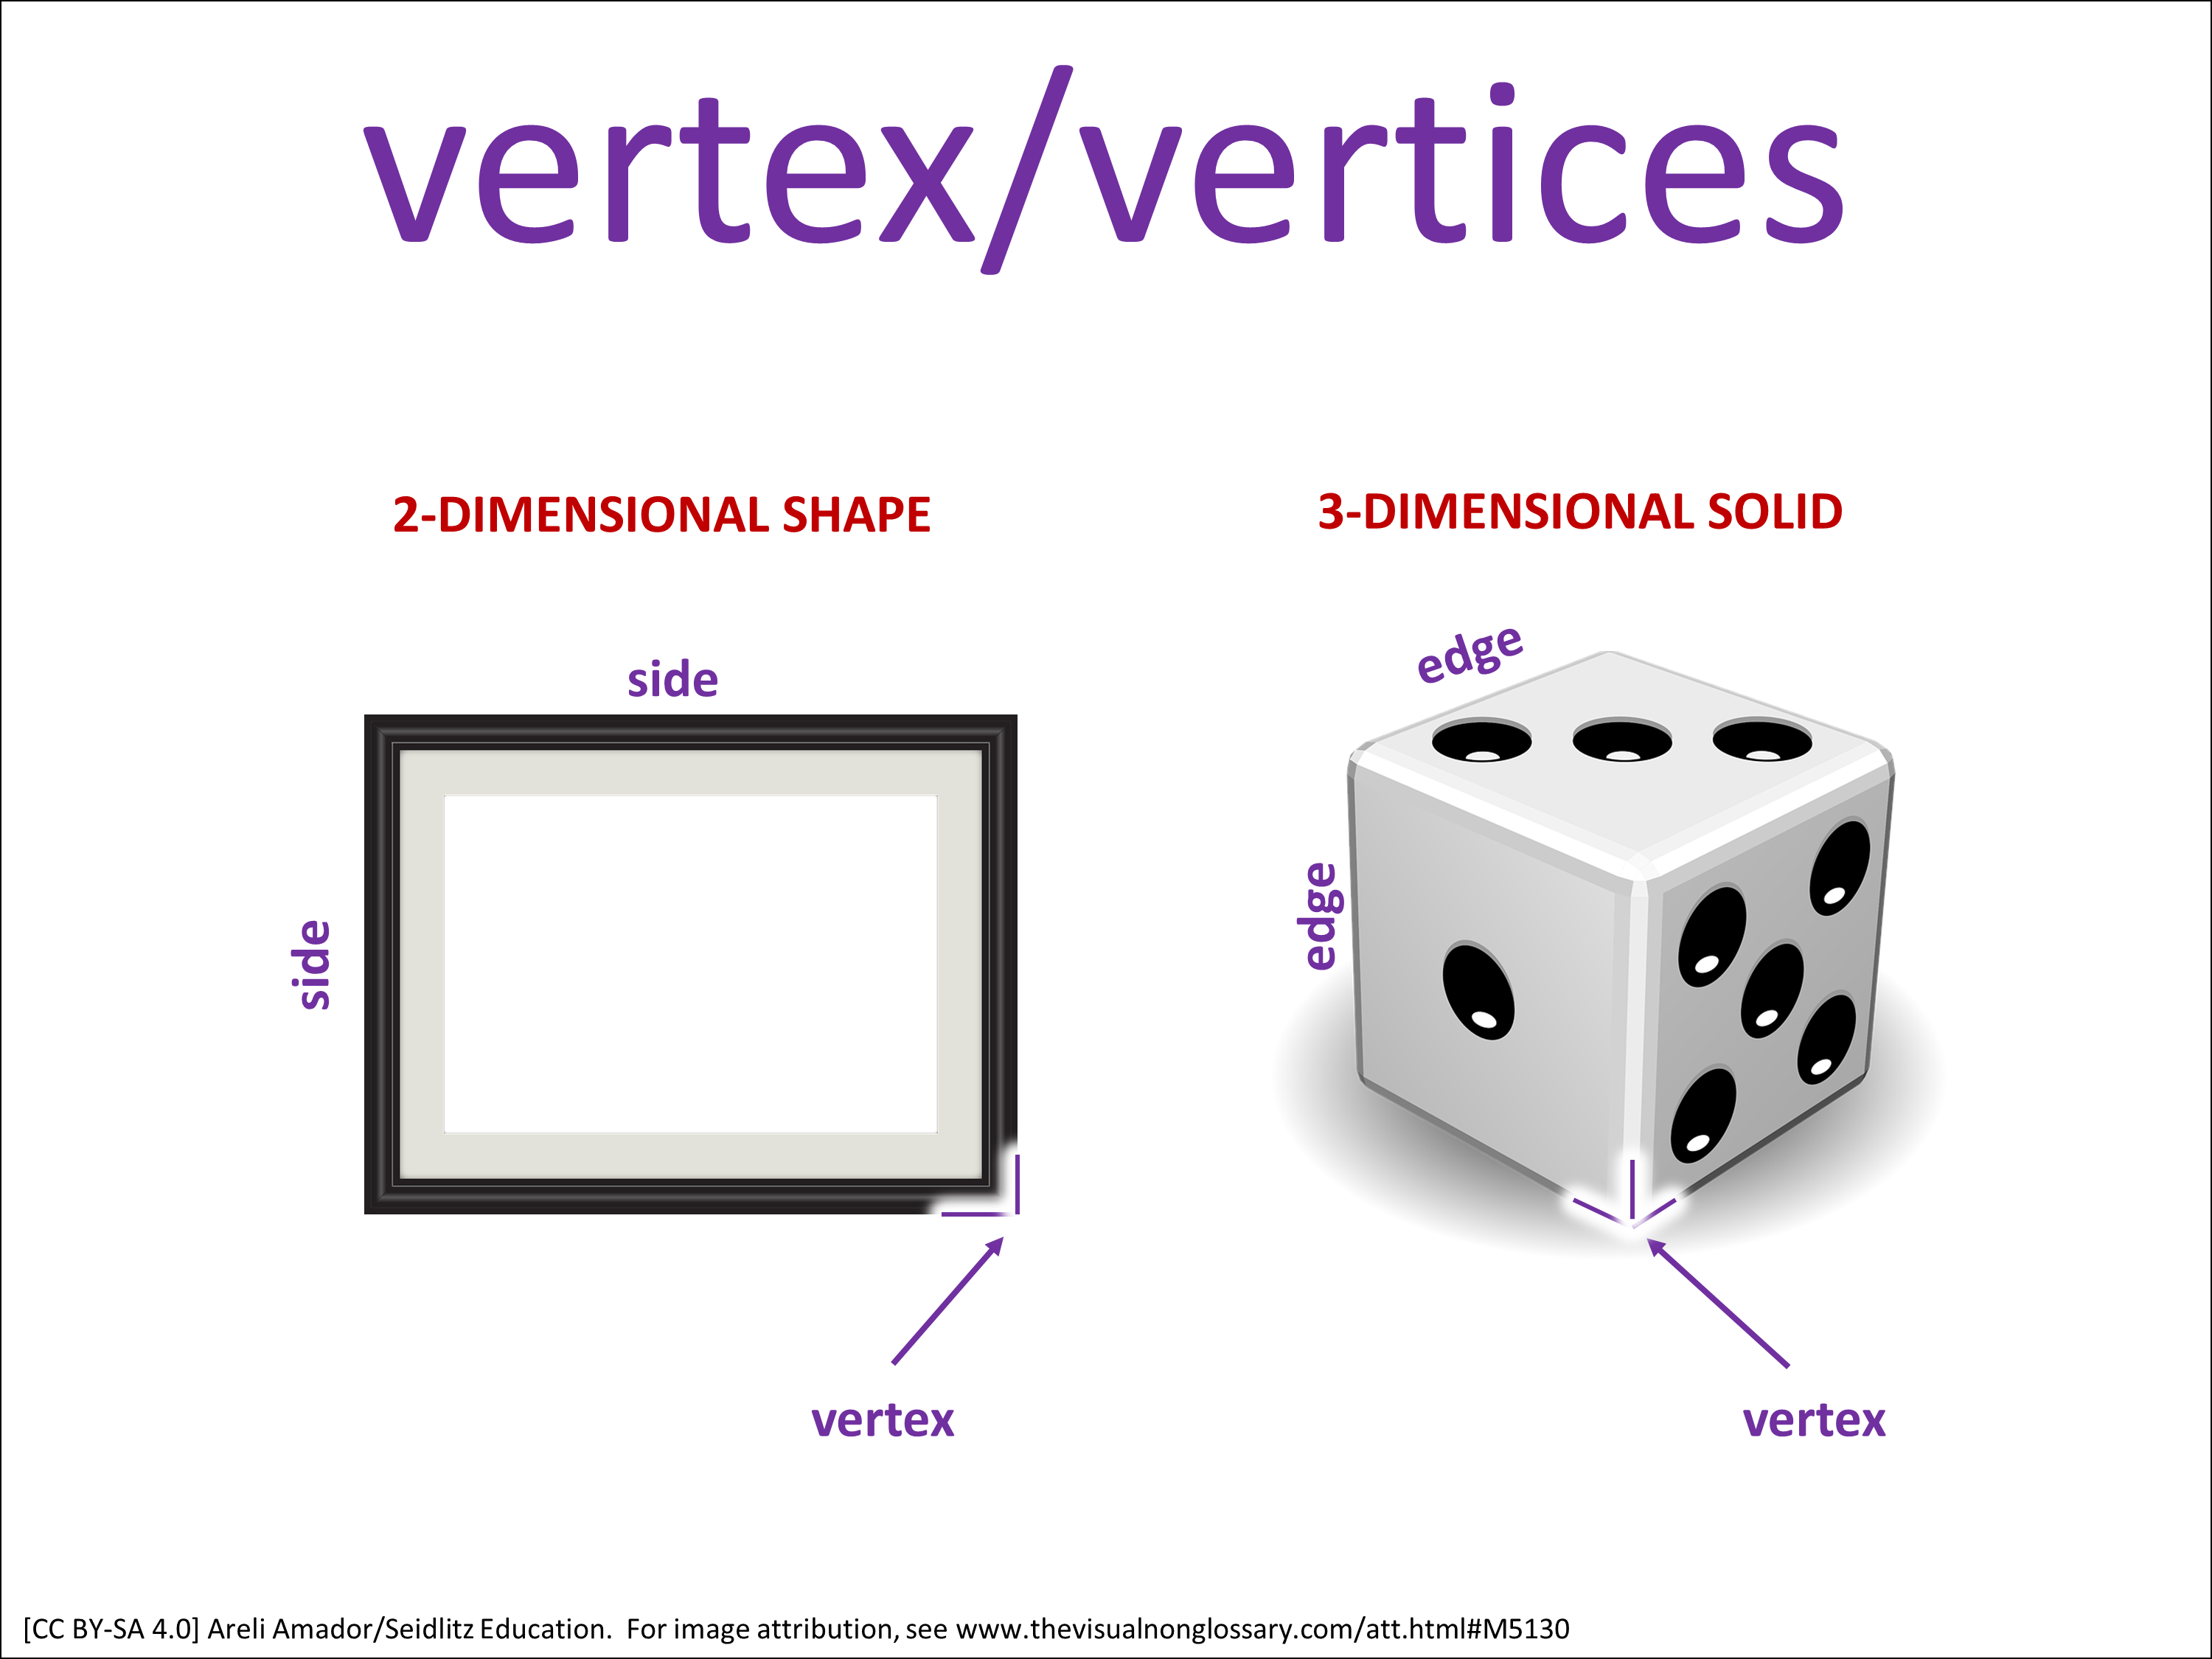 vertex/vertices
2-DIMENSIONAL SHAPE
3-DIMENSIONAL SOLID
side
side
vertex
edge
edge
vertex
[CC BY-SA 4.0] Areli Amador/Seidlitz Education.  For image attribution, see www.thevisualnonglossary.com/att.html#M5130